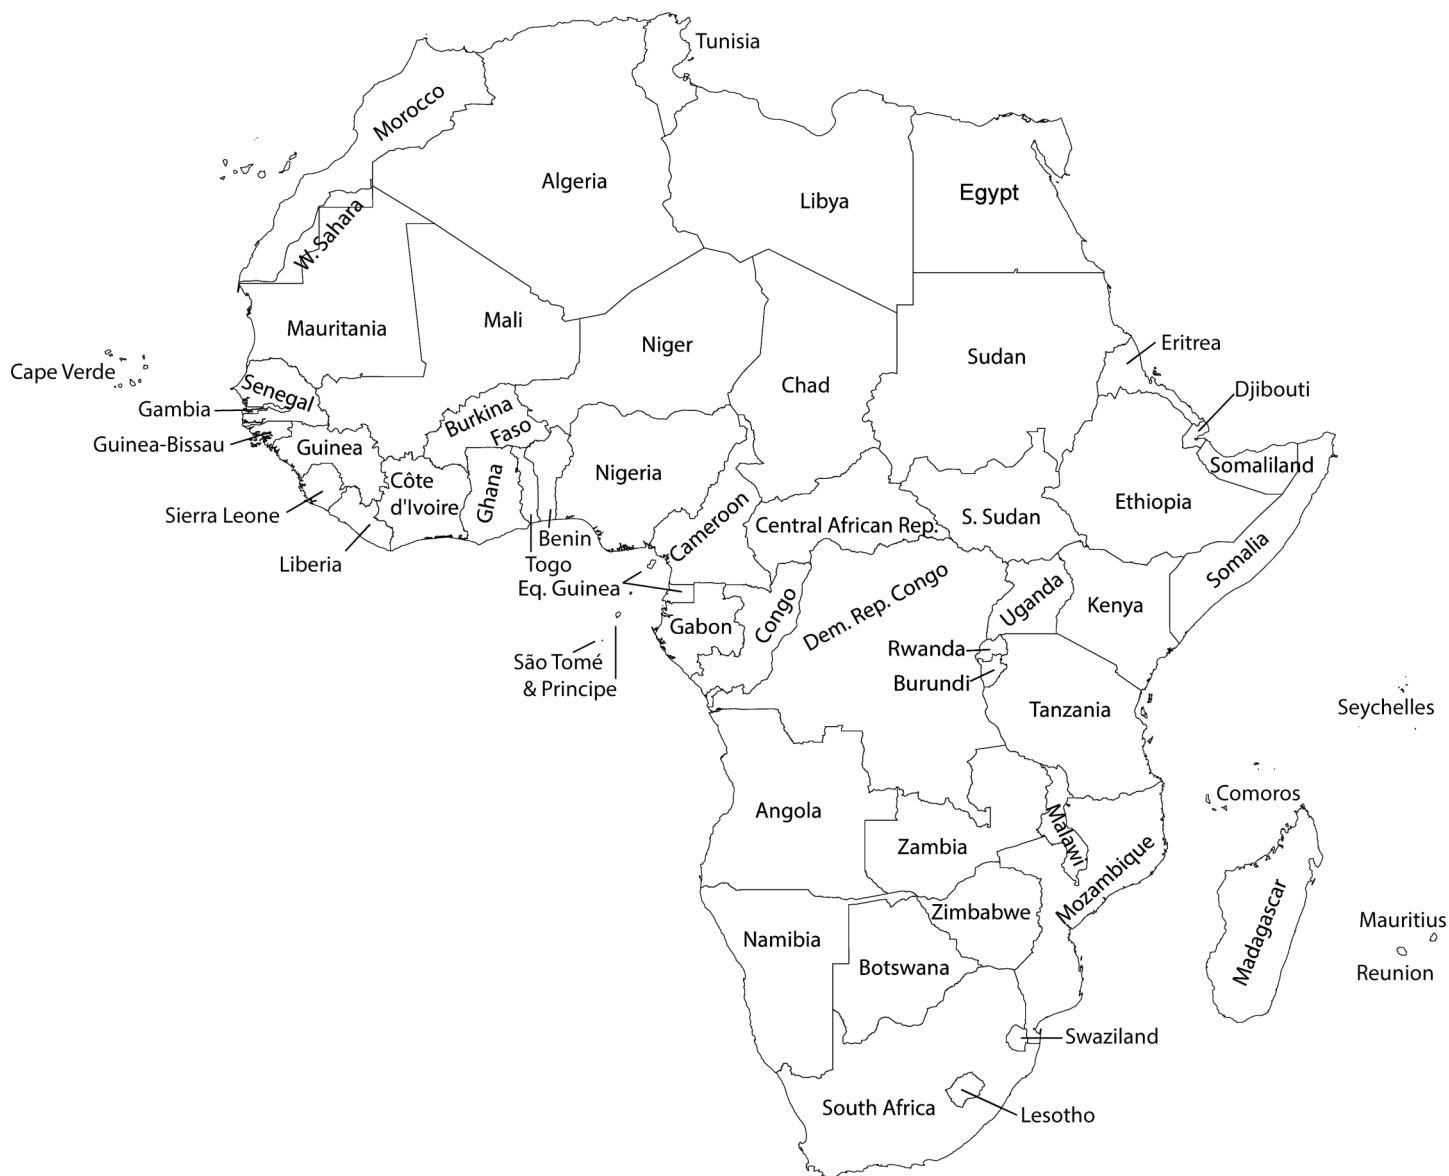 Tunisia
Morocco
Algeria
Libya
Egypt
W. Sahara
Mauritania
Mali
Niger
Chad
Sudan
Eritrea
Cape Verde
Senegal
Gambia
Guinea-Bissau
Guinea
Burkina
Faso
Djibouti
Côte
d'Ivoire
Ghana
Nigeria
Somaliland
Ethiopia
Sierra Leone
Liberia
Togo
Benin
Cameroon
Central African Rep.
S. Sudan
Somalia
Eq. Guinea
Gabon
Congo
Dem. Rep. Congo
Uganda
Kenya
São Tomé
& Principe
Rwanda
Burundi
Tanzania
Seychelles
Angola
Zambia
Malawi
Mozambique
Comoros
Namibia
Botswana
Zimbabwe
Madagascar
Mauritius
Reunion
Swaziland
South Africa
Lesotho